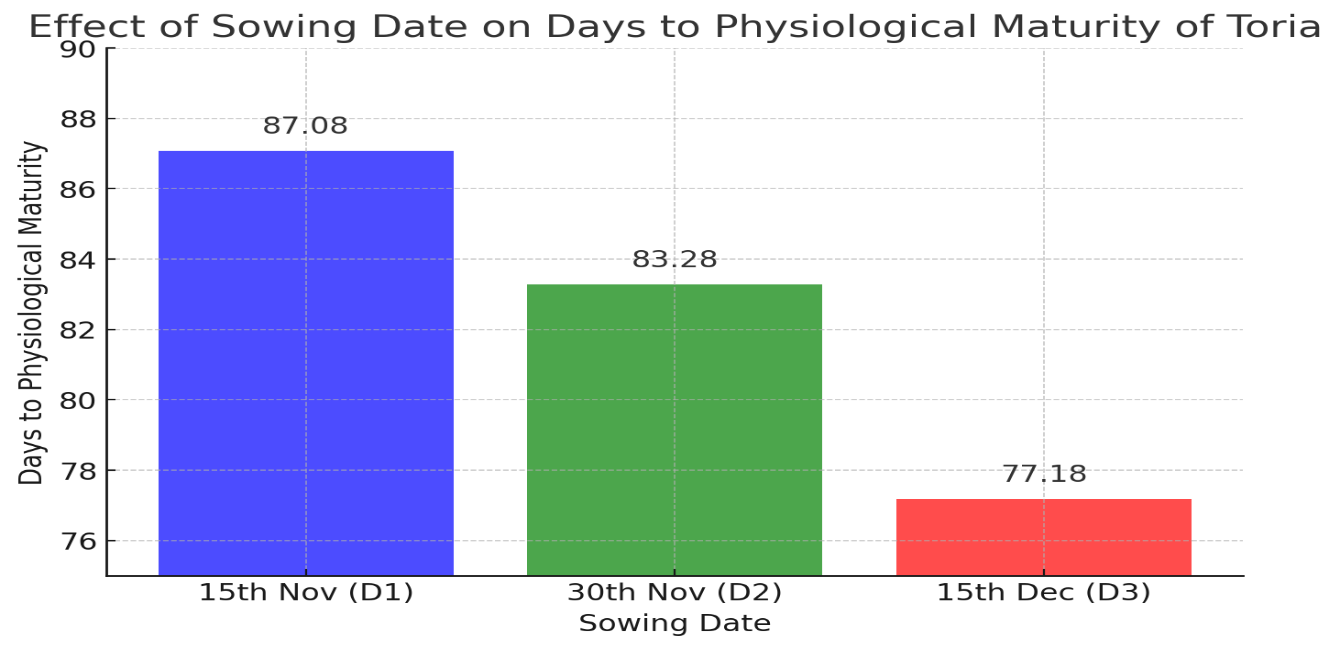 Effect of Sowing Date on Days to Physiological Maturity of Toria
90
88
86
84
82
80
78
76
Days to Physiological Maturity
87.08
83.28
77.18
15th Nov (D1)
30th Nov (D2)
15th Dec (D3)
Sowing Date